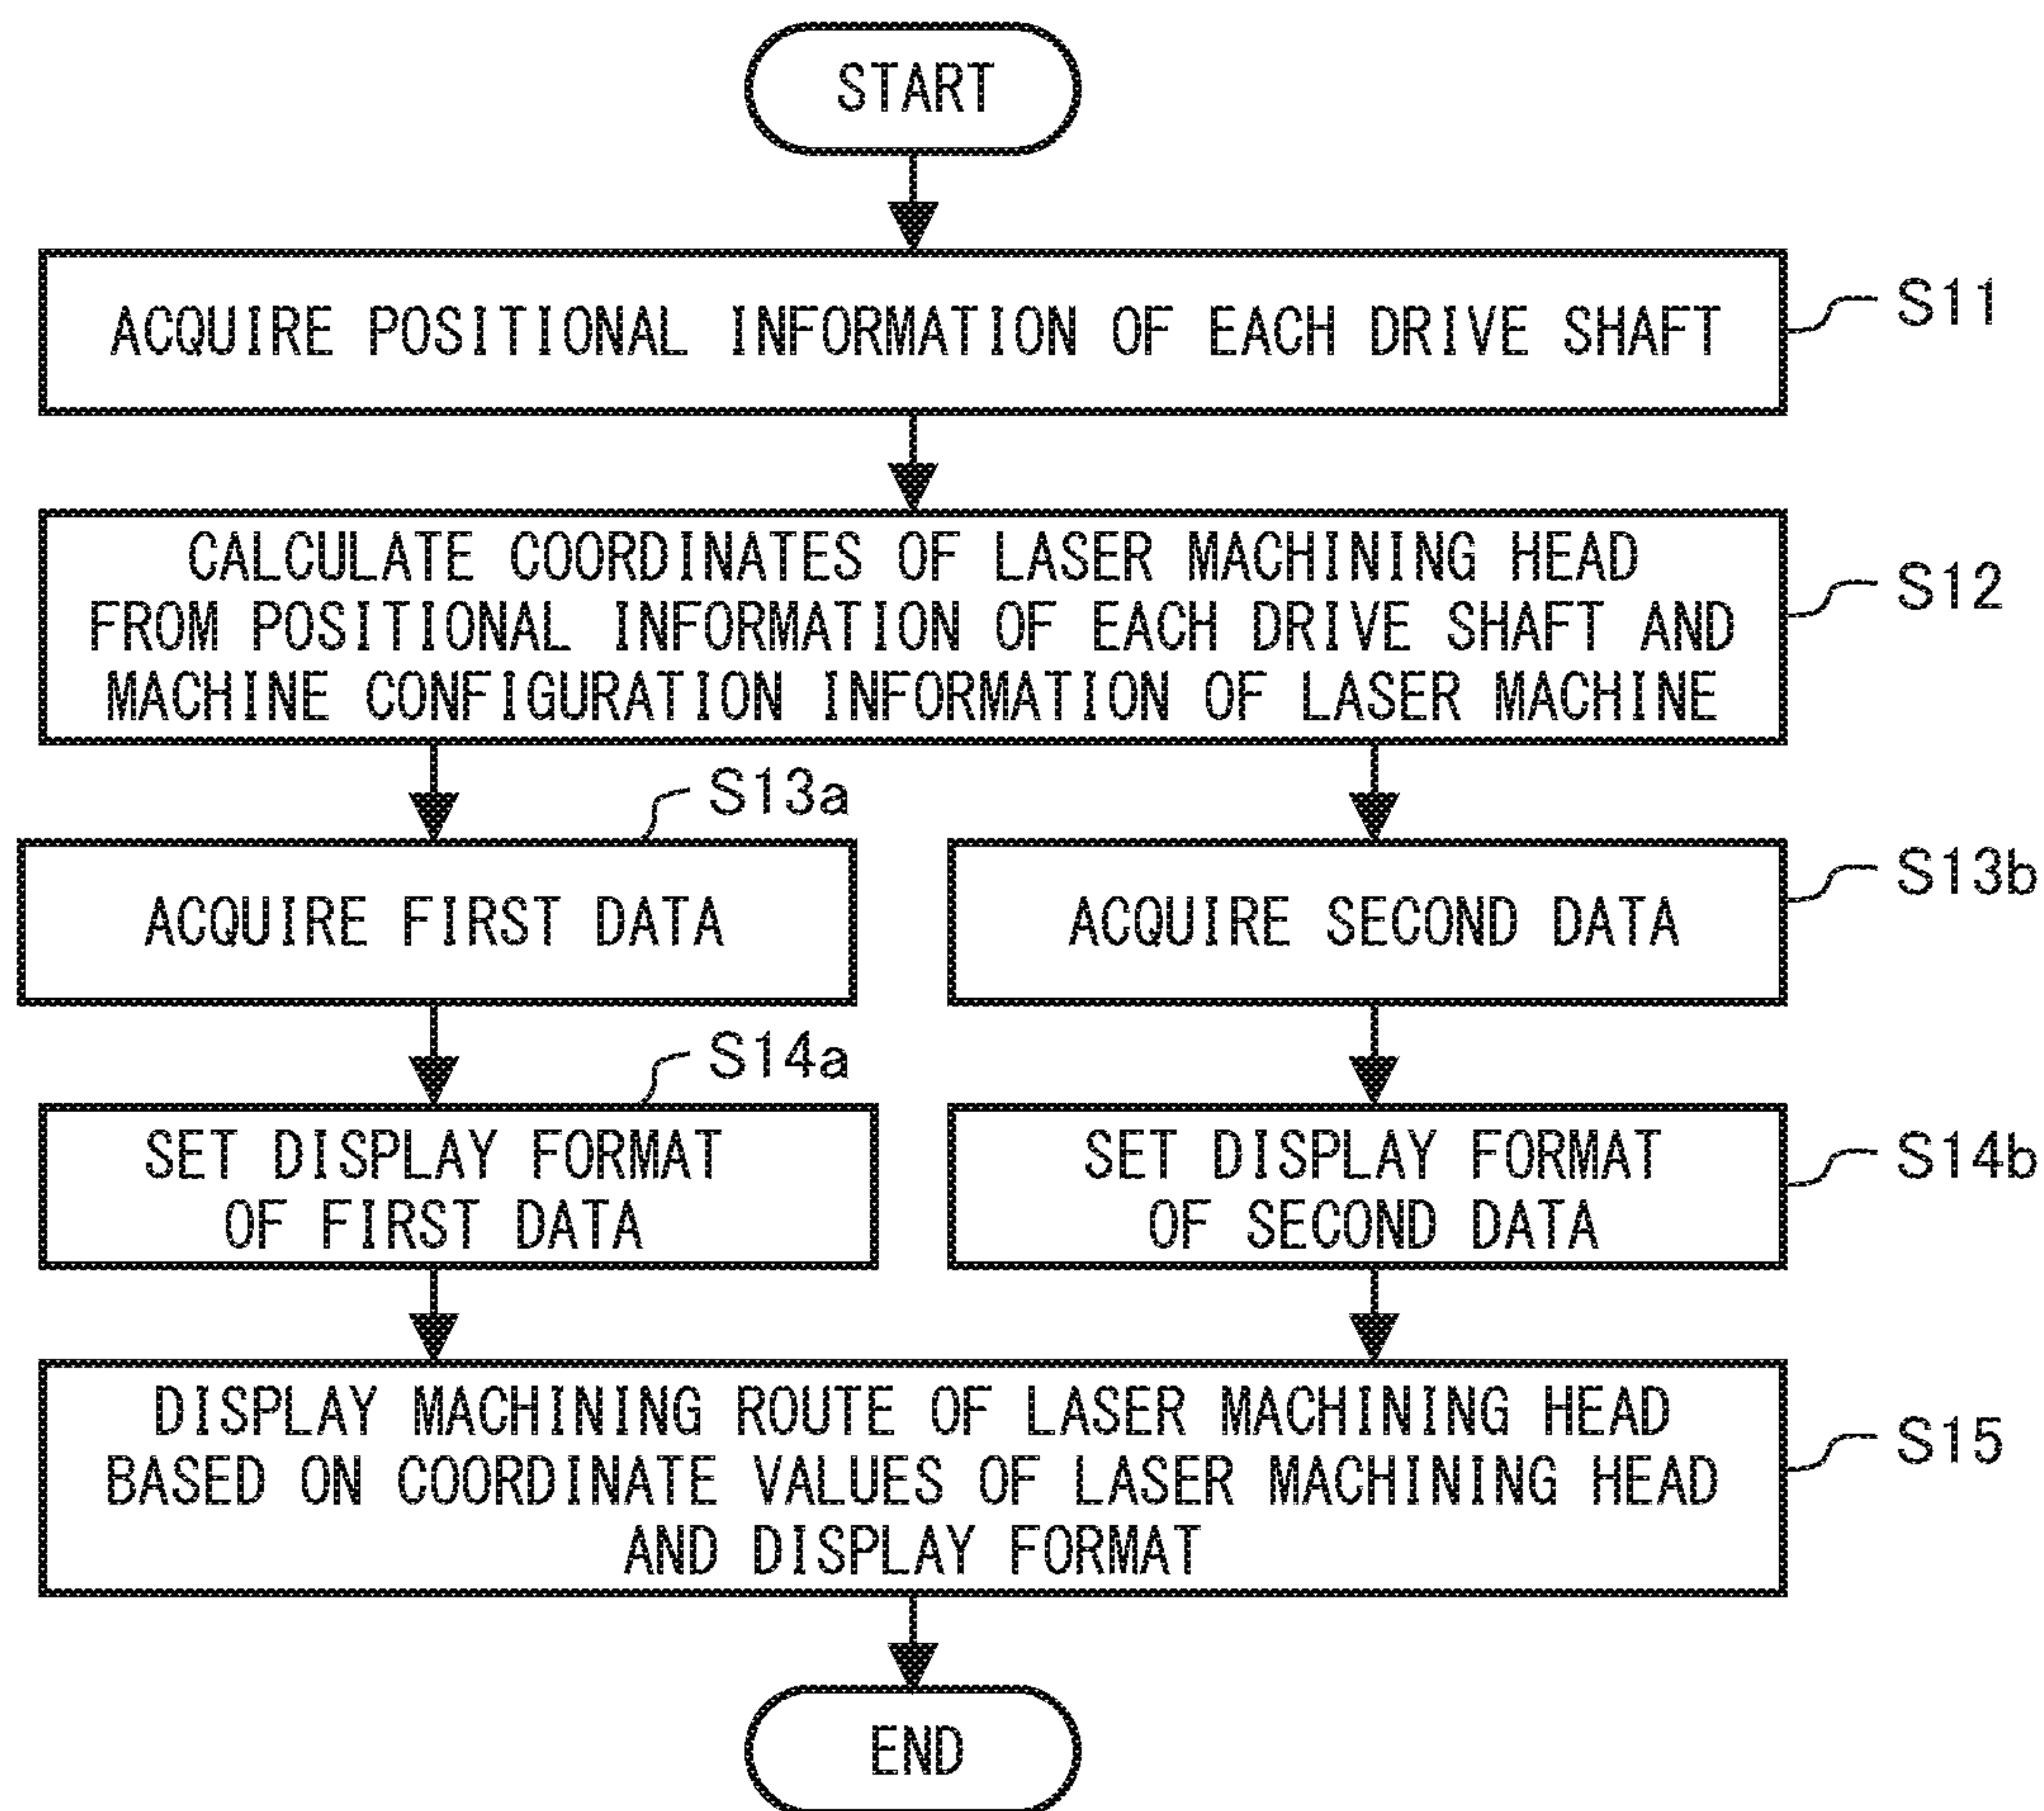 START
ACQUIRE POSITIONAL INFORMATION OF EACH DRIVE SHAFT
S11
CALCULATE COORDINATES OF LASER MACHINING HEAD
FROM POSITIONAL INFORMATION OF EACH DRIVE SHAFT AND
MACHINE CONFIGURATION INFORMATION OF LASER MACHINE
S12
S13a
ACQUIRE FIRST DATA
ACQUIRE SECOND DATA
S13b
S14a
SET DISPLAY FORMAT
OF FIRST DATA
SET DISPLAY FORMAT
OF SECOND DATA
S14b
DISPLAY MACHINING ROUTE OF LASER MACHINING HEAD
BASED ON COORDINATE VALUES OF LASER MACHINING HEAD
AND DISPLAY FORMAT
S15
END